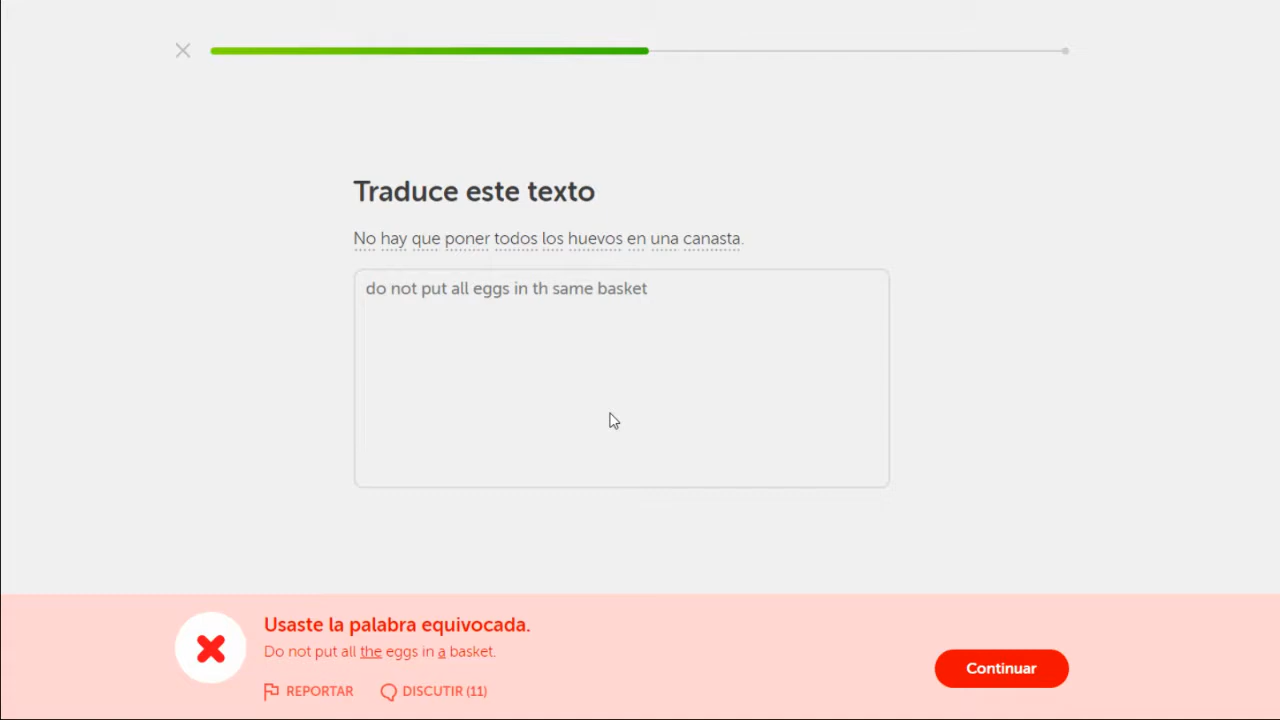 Traduce este texto
No hay que poner todos los huevos en una canasta.
do not put all eggs in th same basket
Usaste la palabra equivocada.
Do not put all the eggs in a basket.
REPORTAR DISCUTIR (11)
Continuar